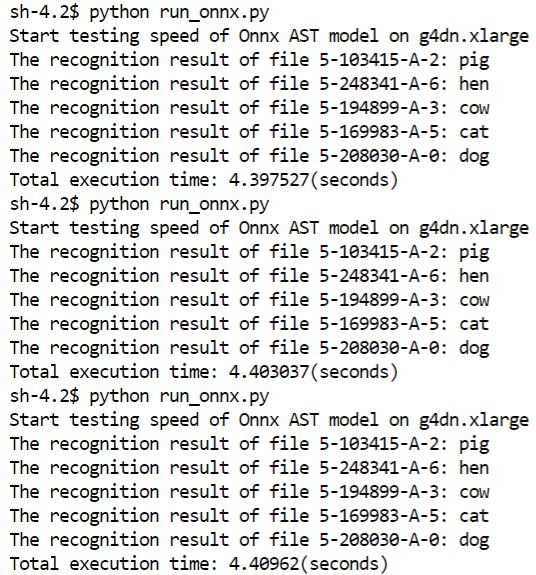 sh-4.2$ python run_onnx.py
Start testing speed of Onnx AST model on g4dn.xlarge
The recognition result of file 5-103415-A-2: pig
The recognition result of file 5-248341-A-6: hen
The recognition result of file 5-194899-A-3: cow
The recognition result of file 5-169983-A-5: cat
The recognition result of file 5-208030-A-0: dog
Total execution time: 4.397527(seconds)
sh-4.2$ python run_onnx.py
Start testing speed of Onnx AST model on g4dn.xlarge
The recognition result of file 5-103415-A-2: pig
The recognition result of file 5-248341-A-6: hen
The recognition result of file 5-194899-A-3: cow
The recognition result of file 5-169983-A-5: cat
The recognition result of file 5-208030-A-0: dog
Total execution time: 4.403037(seconds)
sh-4.2$ python run_onnx.py
Start testing speed of Onnx AST model on g4dn.xlarge
The recognition result of file 5-103415-A-2: pig
The recognition result of file 5-248341-A-6: hen
The recognition result of file 5-194899-A-3: cow
The recognition result of file 5-169983-A-5: cat
The recognition result of file 5-208030-A-0: dog
Total execution time: 4.40962(seconds)